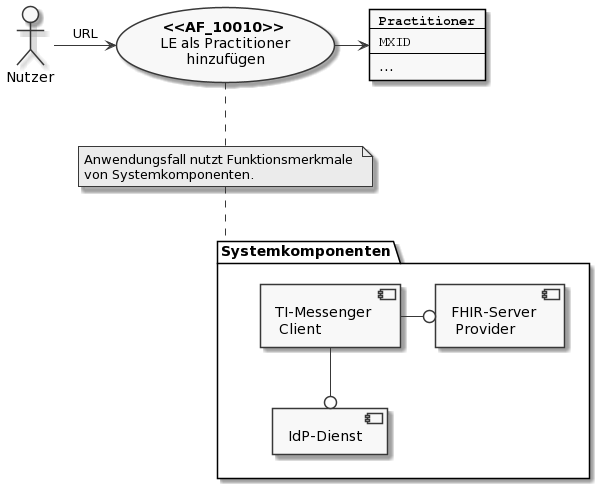 Nutzer
URL
<<AF_10010>>
LE als Practitioner
hinzufügen
Practitioner
MXID
...
Anwendungsfall nutzt Funktionsmerkmale
von Systemkomponenten.
Systemkomponenten
TI-Messenger
Client
FHIR-Server
Provider
IdP-Dienst